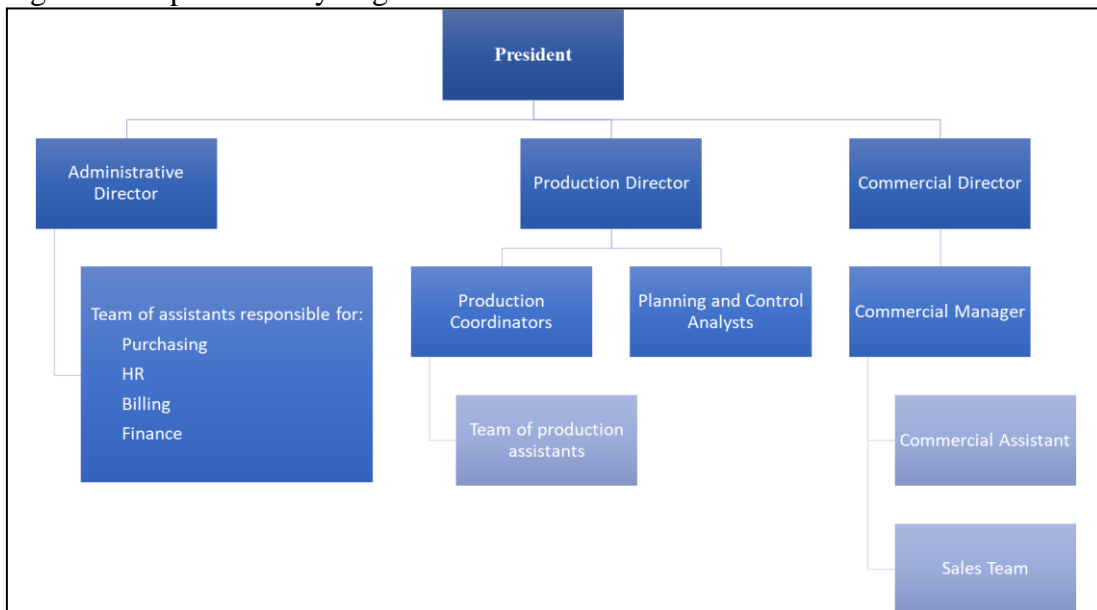 President
Administrative
Director
Production Director
Commercial Director
Team of assistants responsible for:
Purchasing
HR
Billing
Finance
Production
Coordinators
Planning and Control
Analysts
Commercial Manager
Team of production
assistants
Commercial Assistant
Sales Team